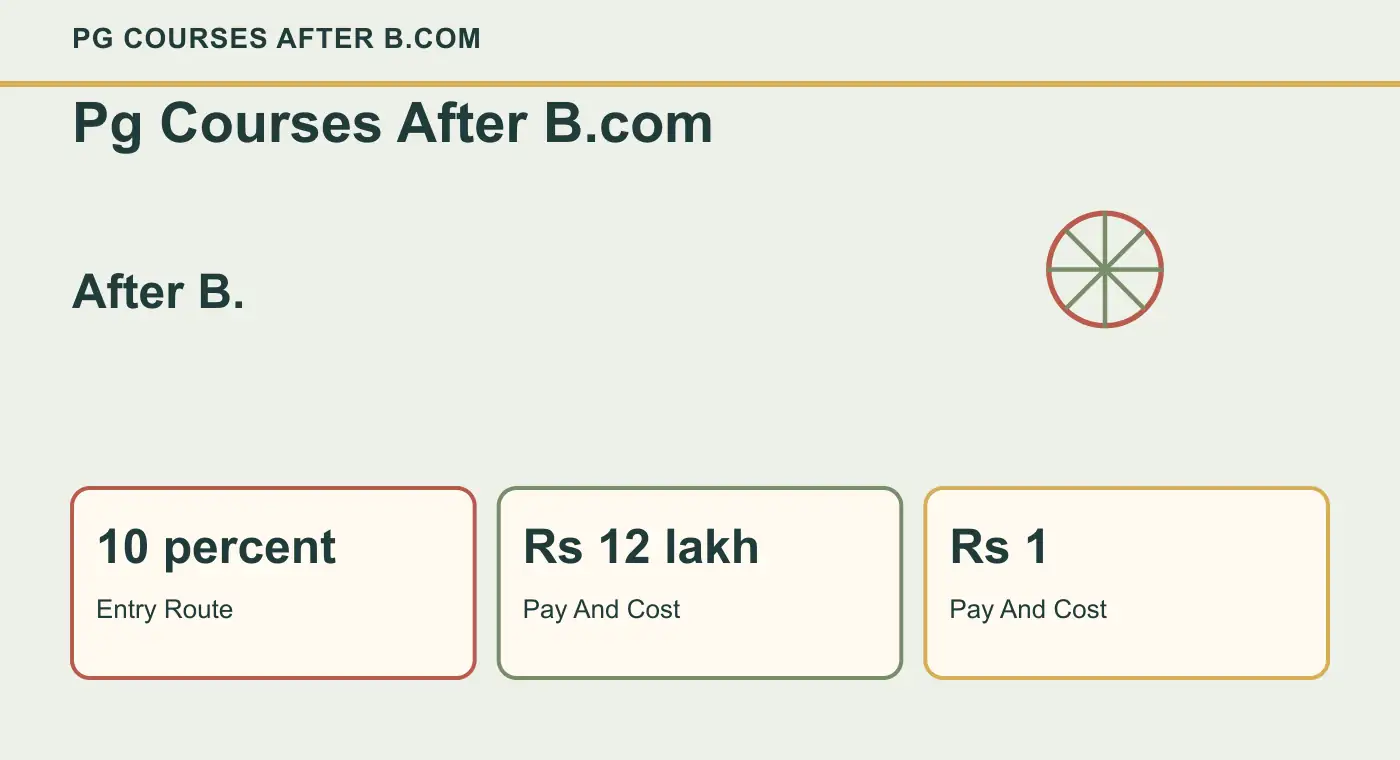 PG COURSES AFTER B.COM
Pg Courses After B.com
After B.
10 percent
Entry Route
Rs 12 lakh
Pay And Cost
Rs 1
Pay And Cost